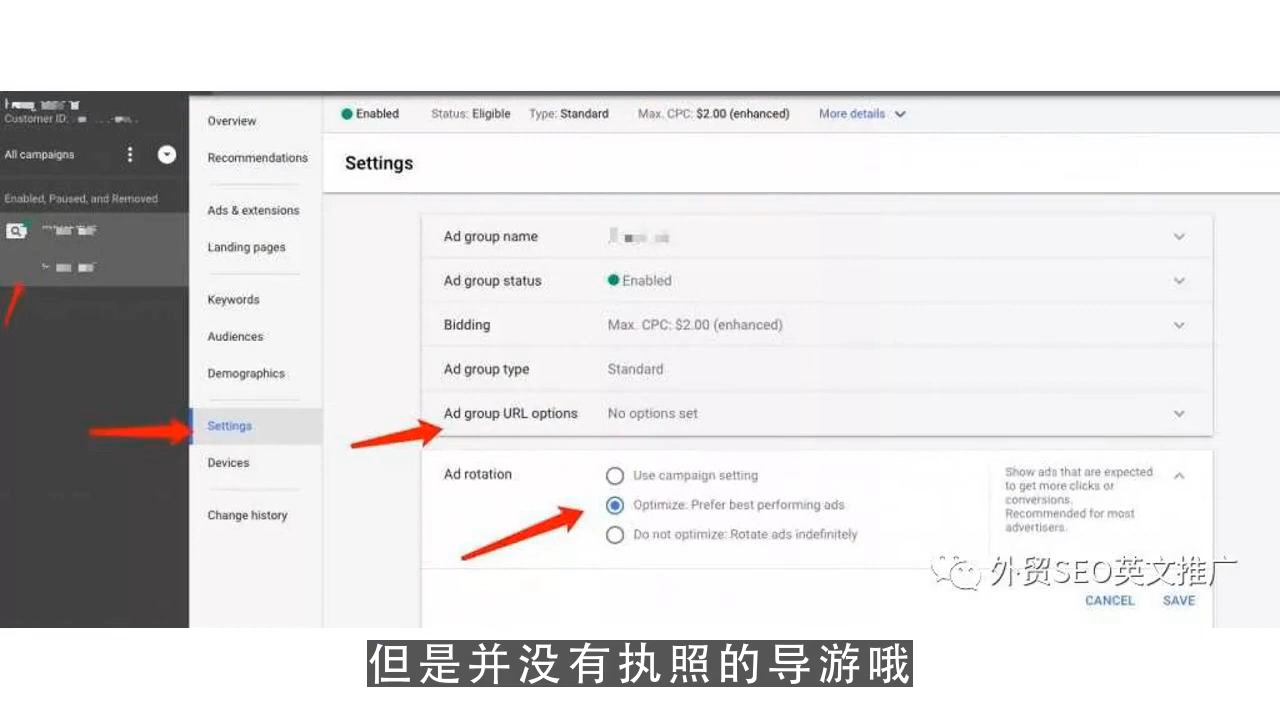 Customer ID:
All campaigns
Enabled, Paused, and Removed
Overview
Recommendations
Ads & extensions
Landing pages
Keywords
Audiences
Demographics
Settings
Devices
Change history
Enabled Status: Eligible Type: Standard Max. CPC: $2.00 (enhanced) More details
Settings
Ad group name
Ad group status Enabled
Bidding Max. CPC: $2.00 (enhanced)
Ad group type Standard
Ad group URL options No options set
Ad rotation
Use campaign setting
Optimize: Prefer best performing ads
Do not optimize: Rotate ads indefinitely
Show ads that are expected
to get more clicks or
conversions.
Recommended for most
advertisers.
外贸SEO英文推广
CANCEL SAVE
但是并没有执照的导游哦